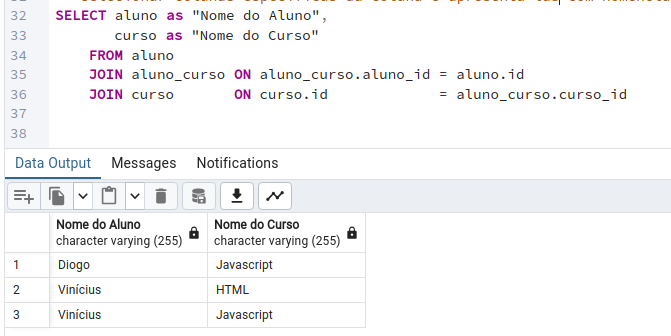 32 SELECT aluno as "Nome do Aluno",
33 curso as "Nome do Curso"
34 FROM aluno
35 JOIN aluno_curso ON aluno_curso.aluno_id = aluno.id
36 JOIN curso ON curso.id = aluno_curso.curso_id
37
38
Data Output Messages Notifications
Nome do Aluno Nome do Curso
character varying (255) character varying (255)
1 Diogo Javascript
2 Vinícius HTML
3 Vinícius Javascript